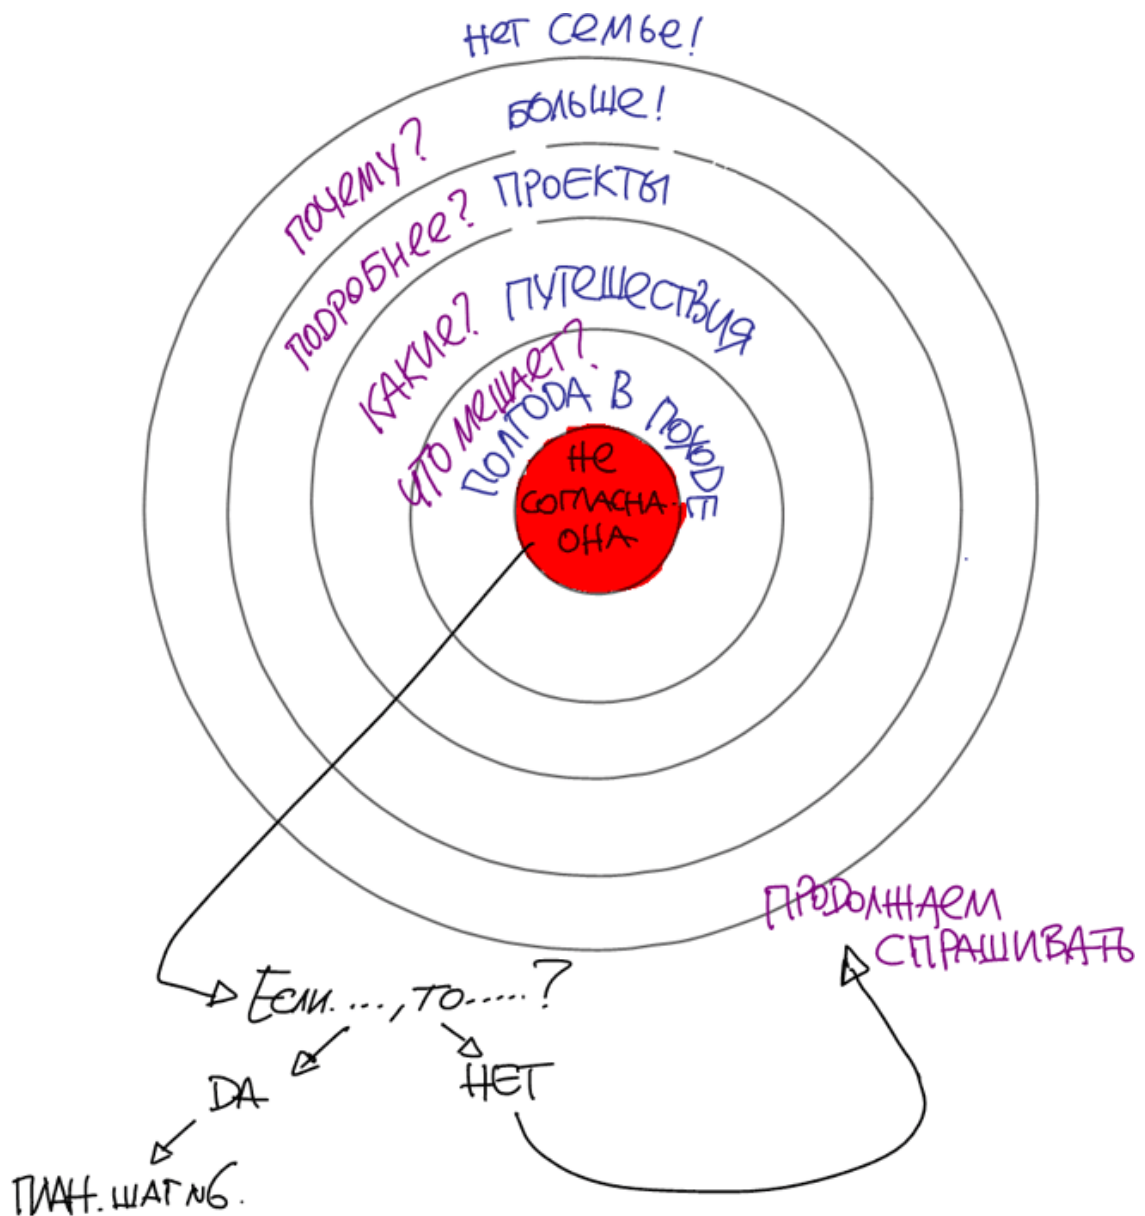 нет семье!
БОЛЬШЕ!
ПОЧЕМУ?
ПРОЕКТЫ
ПОДРОБНЕЕ?
ПУТЕШЕСТВИЯ
КАКИЕ?
ЧТО МЕШАЕТ?
ПОЛГОДА В ПОХОДЕ
НЕ
СОГЛАСНА..
ОНА
ПРОДОЛЖАЕМ
СПРАШИВАТЬ
Если...., то.....?
ДА
НЕТ
ПЛАН. ШАГ №6.